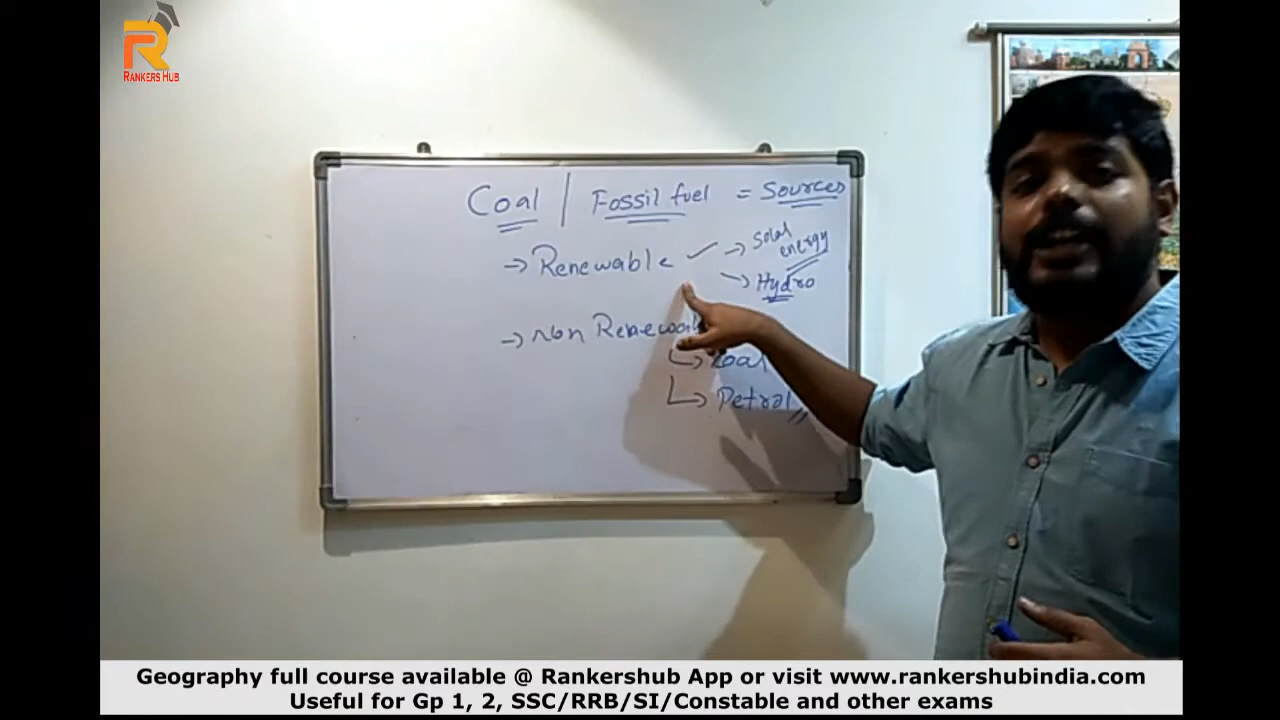 RANKERS HUB
Coal | Fossil fuel = Sources
→ Renewable ✓ → Solar energy
→ Hydro
→ Non
→ Petrol
Geography full course available @ Rankershub App or visit www.rankershubindia.com
Useful for Gp 1, 2, SSC/RRB/SI/Constable and other exams